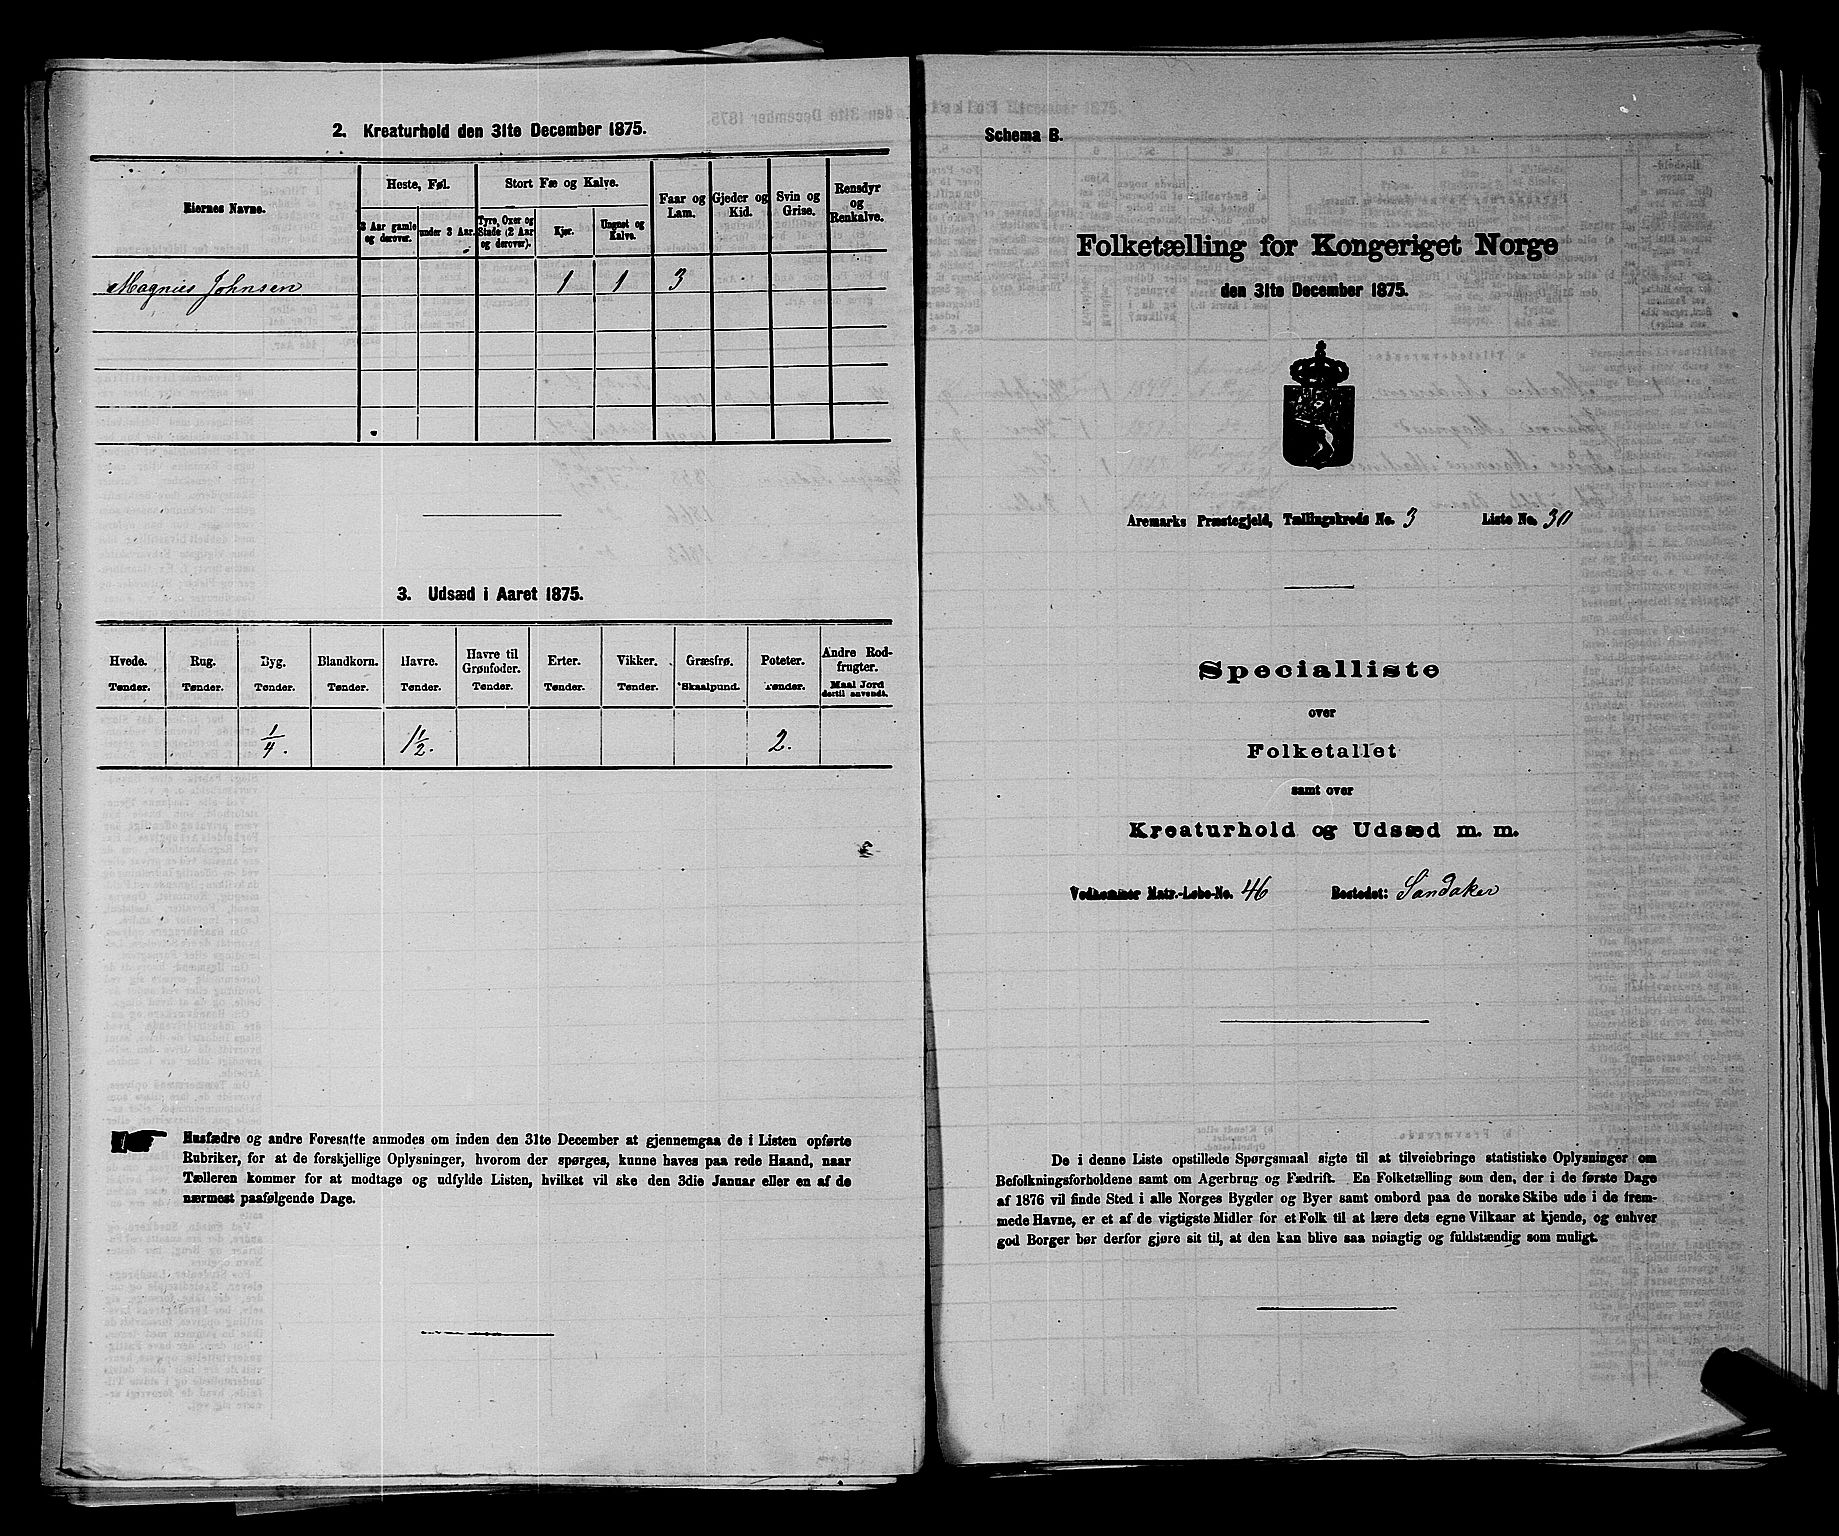 2. Kreaturhold den 31te December 1875.
Eiernes Navne.
Heste, Føl.
Stort Fæ og Kalve.
Faar og Lam.
Gjeder og Kid.
Svin og Grise.
Rensdyr og Renkalve.
3 Aar gamle og derover.
under 3 Aar.
Tyre, Oxer og Stude (2 Aar og derover).
Kjør.
Ungnøt og Kalve.
Magnus Johnsen 1 1 3
3. Udsæd i Aaret 1875.
Hvede. Rug. Byg. Blandkorn. Havre. Havre til Grønfoder. Erter. Vikker. Græsfrø. Poteter. Andre Rodfrugter.
Tønder. Tønder. Tønder. Tønder. Tønder. Tønder. Tønder. Tønder. Skaalpund. Tønder. Maal Jord dertil anvendt.
1/4. 1 1/2. 2.
Husfædre og andre Foresatte anmodes om inden den 31te December at gjennemgaa de i Listen opførte
Rubriker, for at de forskjellige Oplysninger, hvorom der spørges, kunne haves paa rede Haand, naar
Tælleren kommer for at modtage og udfylde Listen, hvilket vil ske den 3die Januar eller en af de
nærmest paafølgende Dage.
Schema B.
Folketælling for Kongeriget Norge
den 31te December 1875.
Aremarks Præstegjeld, Tællingskreds No. 3 Liste No. 30
Specialliste
over
Folketallet
samt over
Kreaturhold og Udsæd m. m.
Vedkommer Matr.-Løbe-No. 46 Bostedet: Sandaker
De i denne Liste opstillede Spørgsmaal sigte til at tilveiebringe statistiske Oplysninger om
Befolkningsforholdene samt om Agerbrug og Fædrift. En Folketælling som den, der i de første Dage
af 1876 vil finde Sted i alle Norges Bygder og Byer samt ombord paa de norske Skibe ude i de frem-
mede Havne, er et af de vigtigste Midler for et Folk til at lære dets egne Vilkaar at kjende, og enhver
god Borger bør derfor gjøre sit til, at den kan blive saa nøiagtig og fuldstændig som muligt.